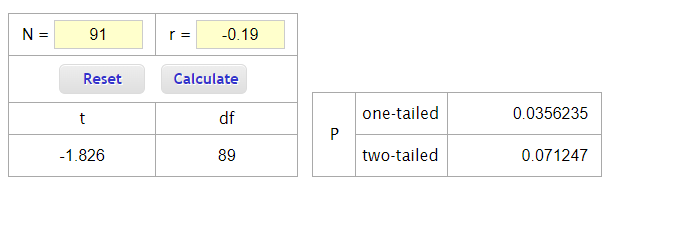 N = 91 r = -0.19
Reset Calculate
t df
-1.826 89
P
one-tailed 0.0356235
two-tailed 0.071247